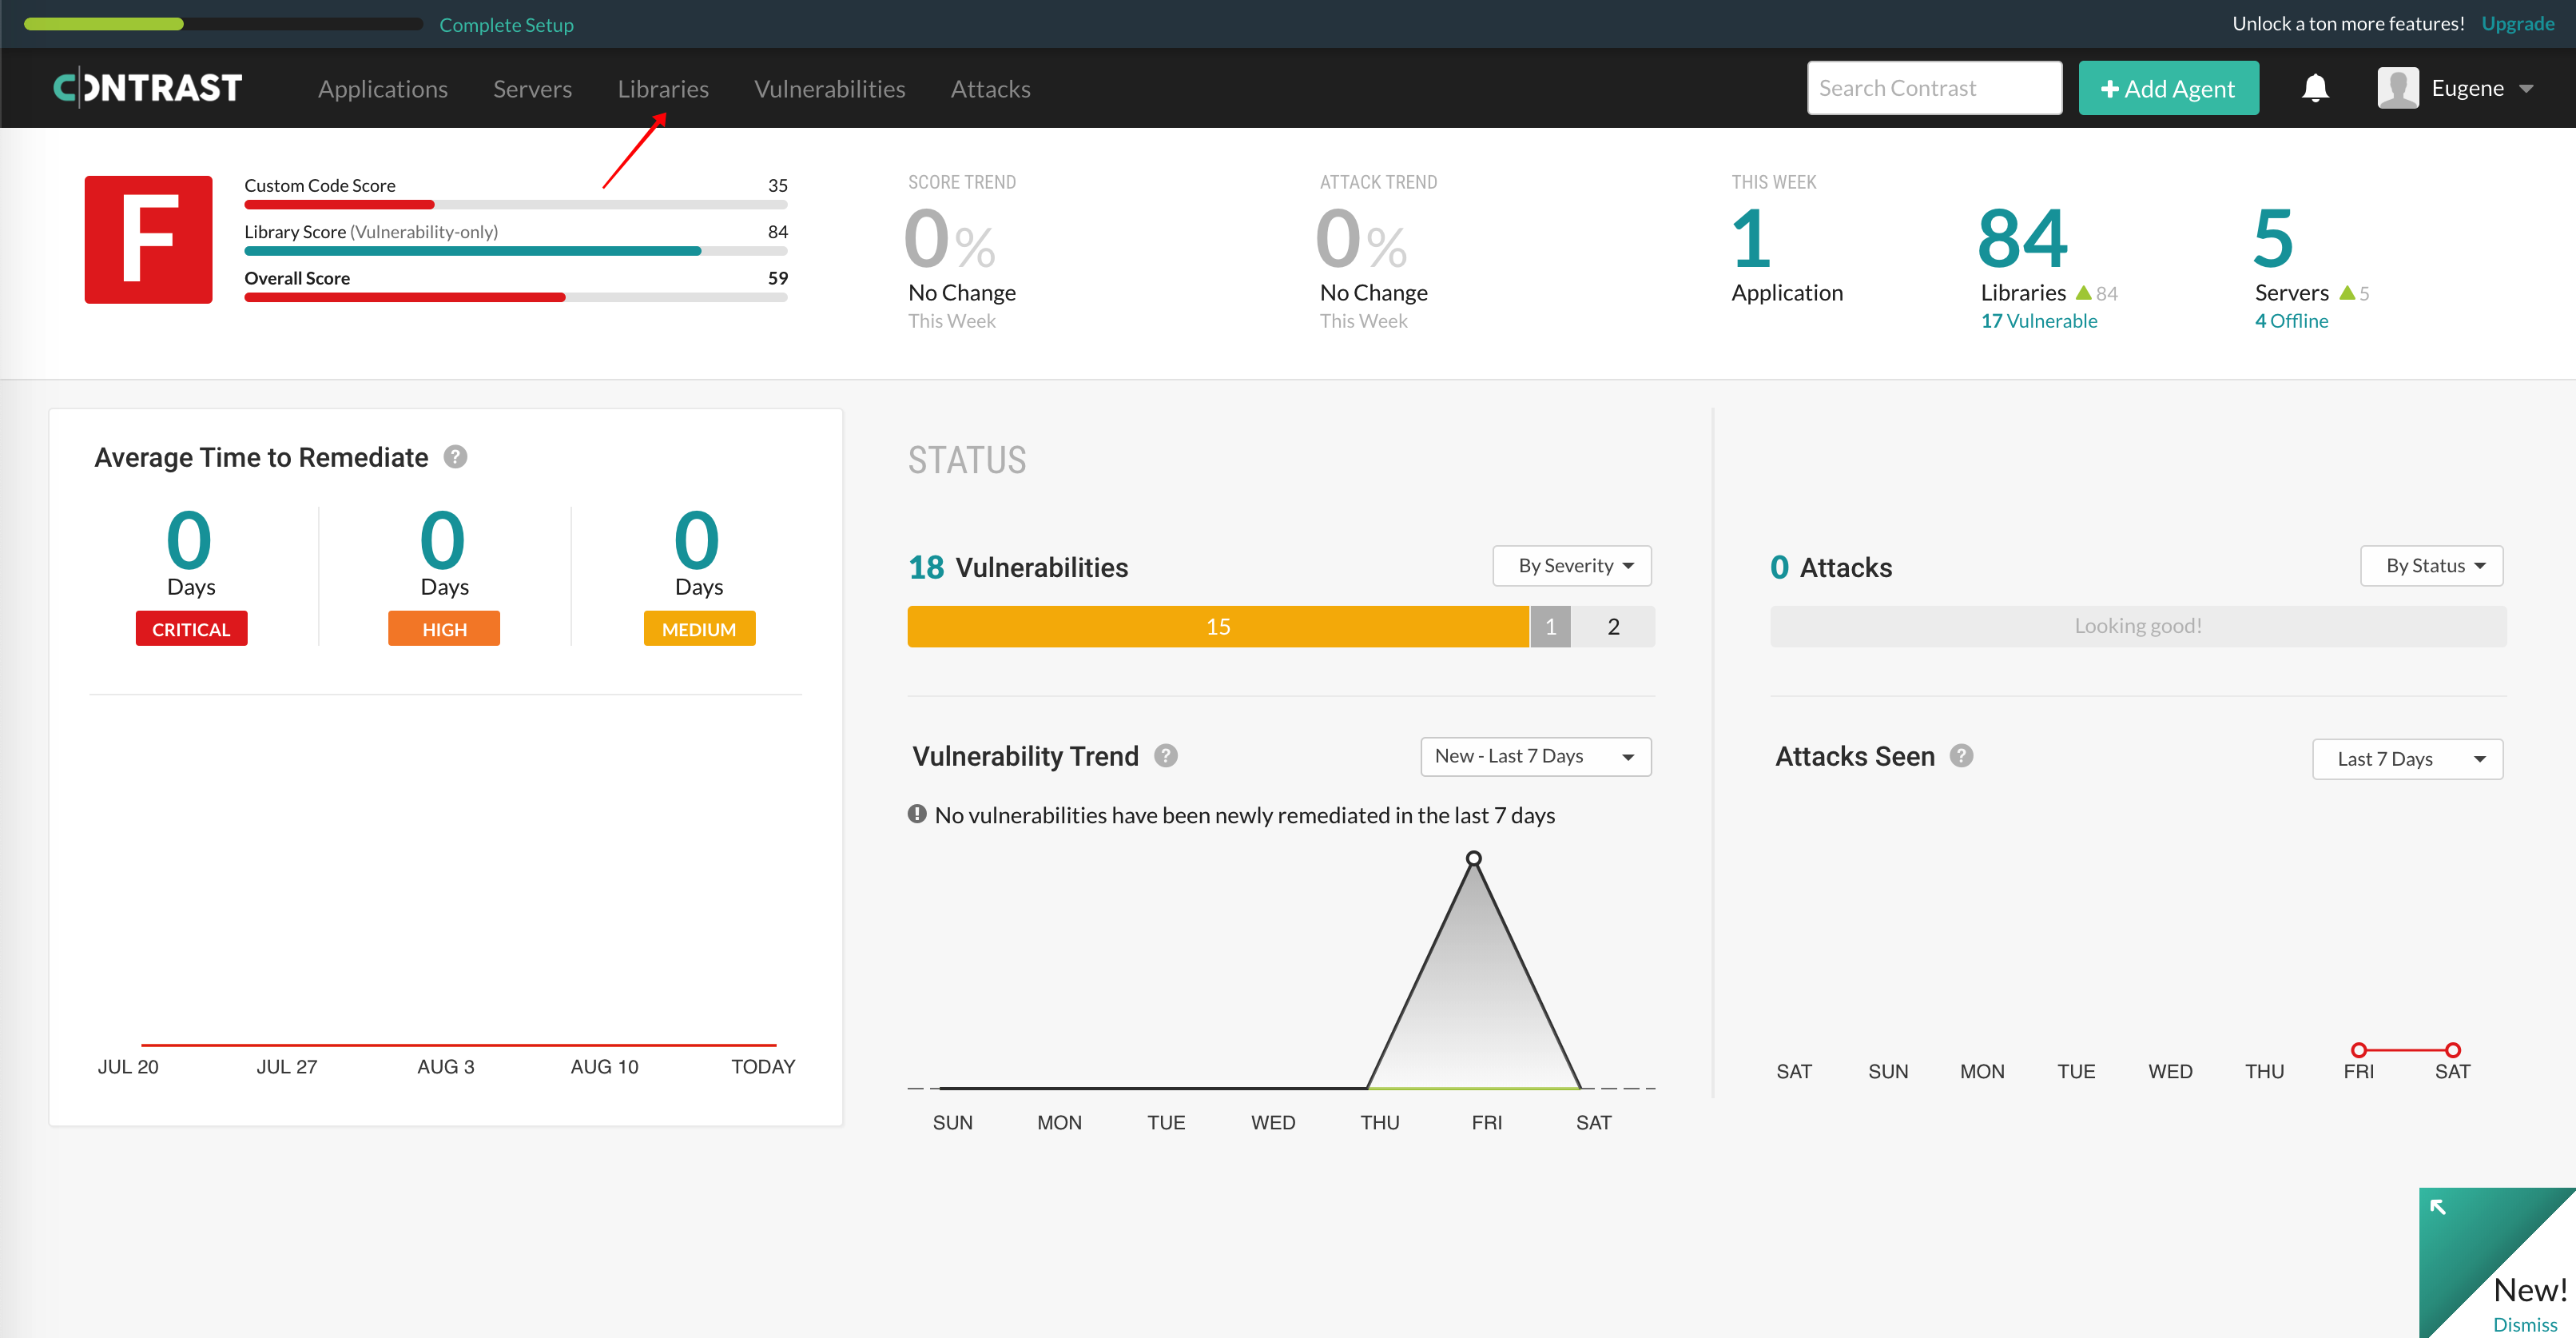 Complete Setup
Unlock a ton more features! Upgrade
CONTRAST
Applications Servers Libraries Vulnerabilities Attacks
Search Contrast
Add Agent
Eugene
F
Custom Code Score 35
Library Score (Vulnerability-only) 84
Overall Score 59
SCORE TREND
0%
No Change
This Week
ATTACK TREND
0%
No Change
This Week
THIS WEEK
1
Application
84
Libraries 84
17 Vulnerable
5
Servers 5
4 Offline
Average Time to Remediate ?
0
Days
CRITICAL
0
Days
HIGH
0
Days
MEDIUM
JUL 20 JUL 27 AUG 3 AUG 10 TODAY
STATUS
18 Vulnerabilities
By Severity
15 1 2
Vulnerability Trend ?
New - Last 7 Days
No vulnerabilities have been newly remediated in the last 7 days
SUN MON TUE WED THU FRI SAT
0 Attacks
By Status
Looking good!
Attacks Seen ?
Last 7 Days
SAT SUN MON TUE WED THU FRI SAT
New!
Dismiss